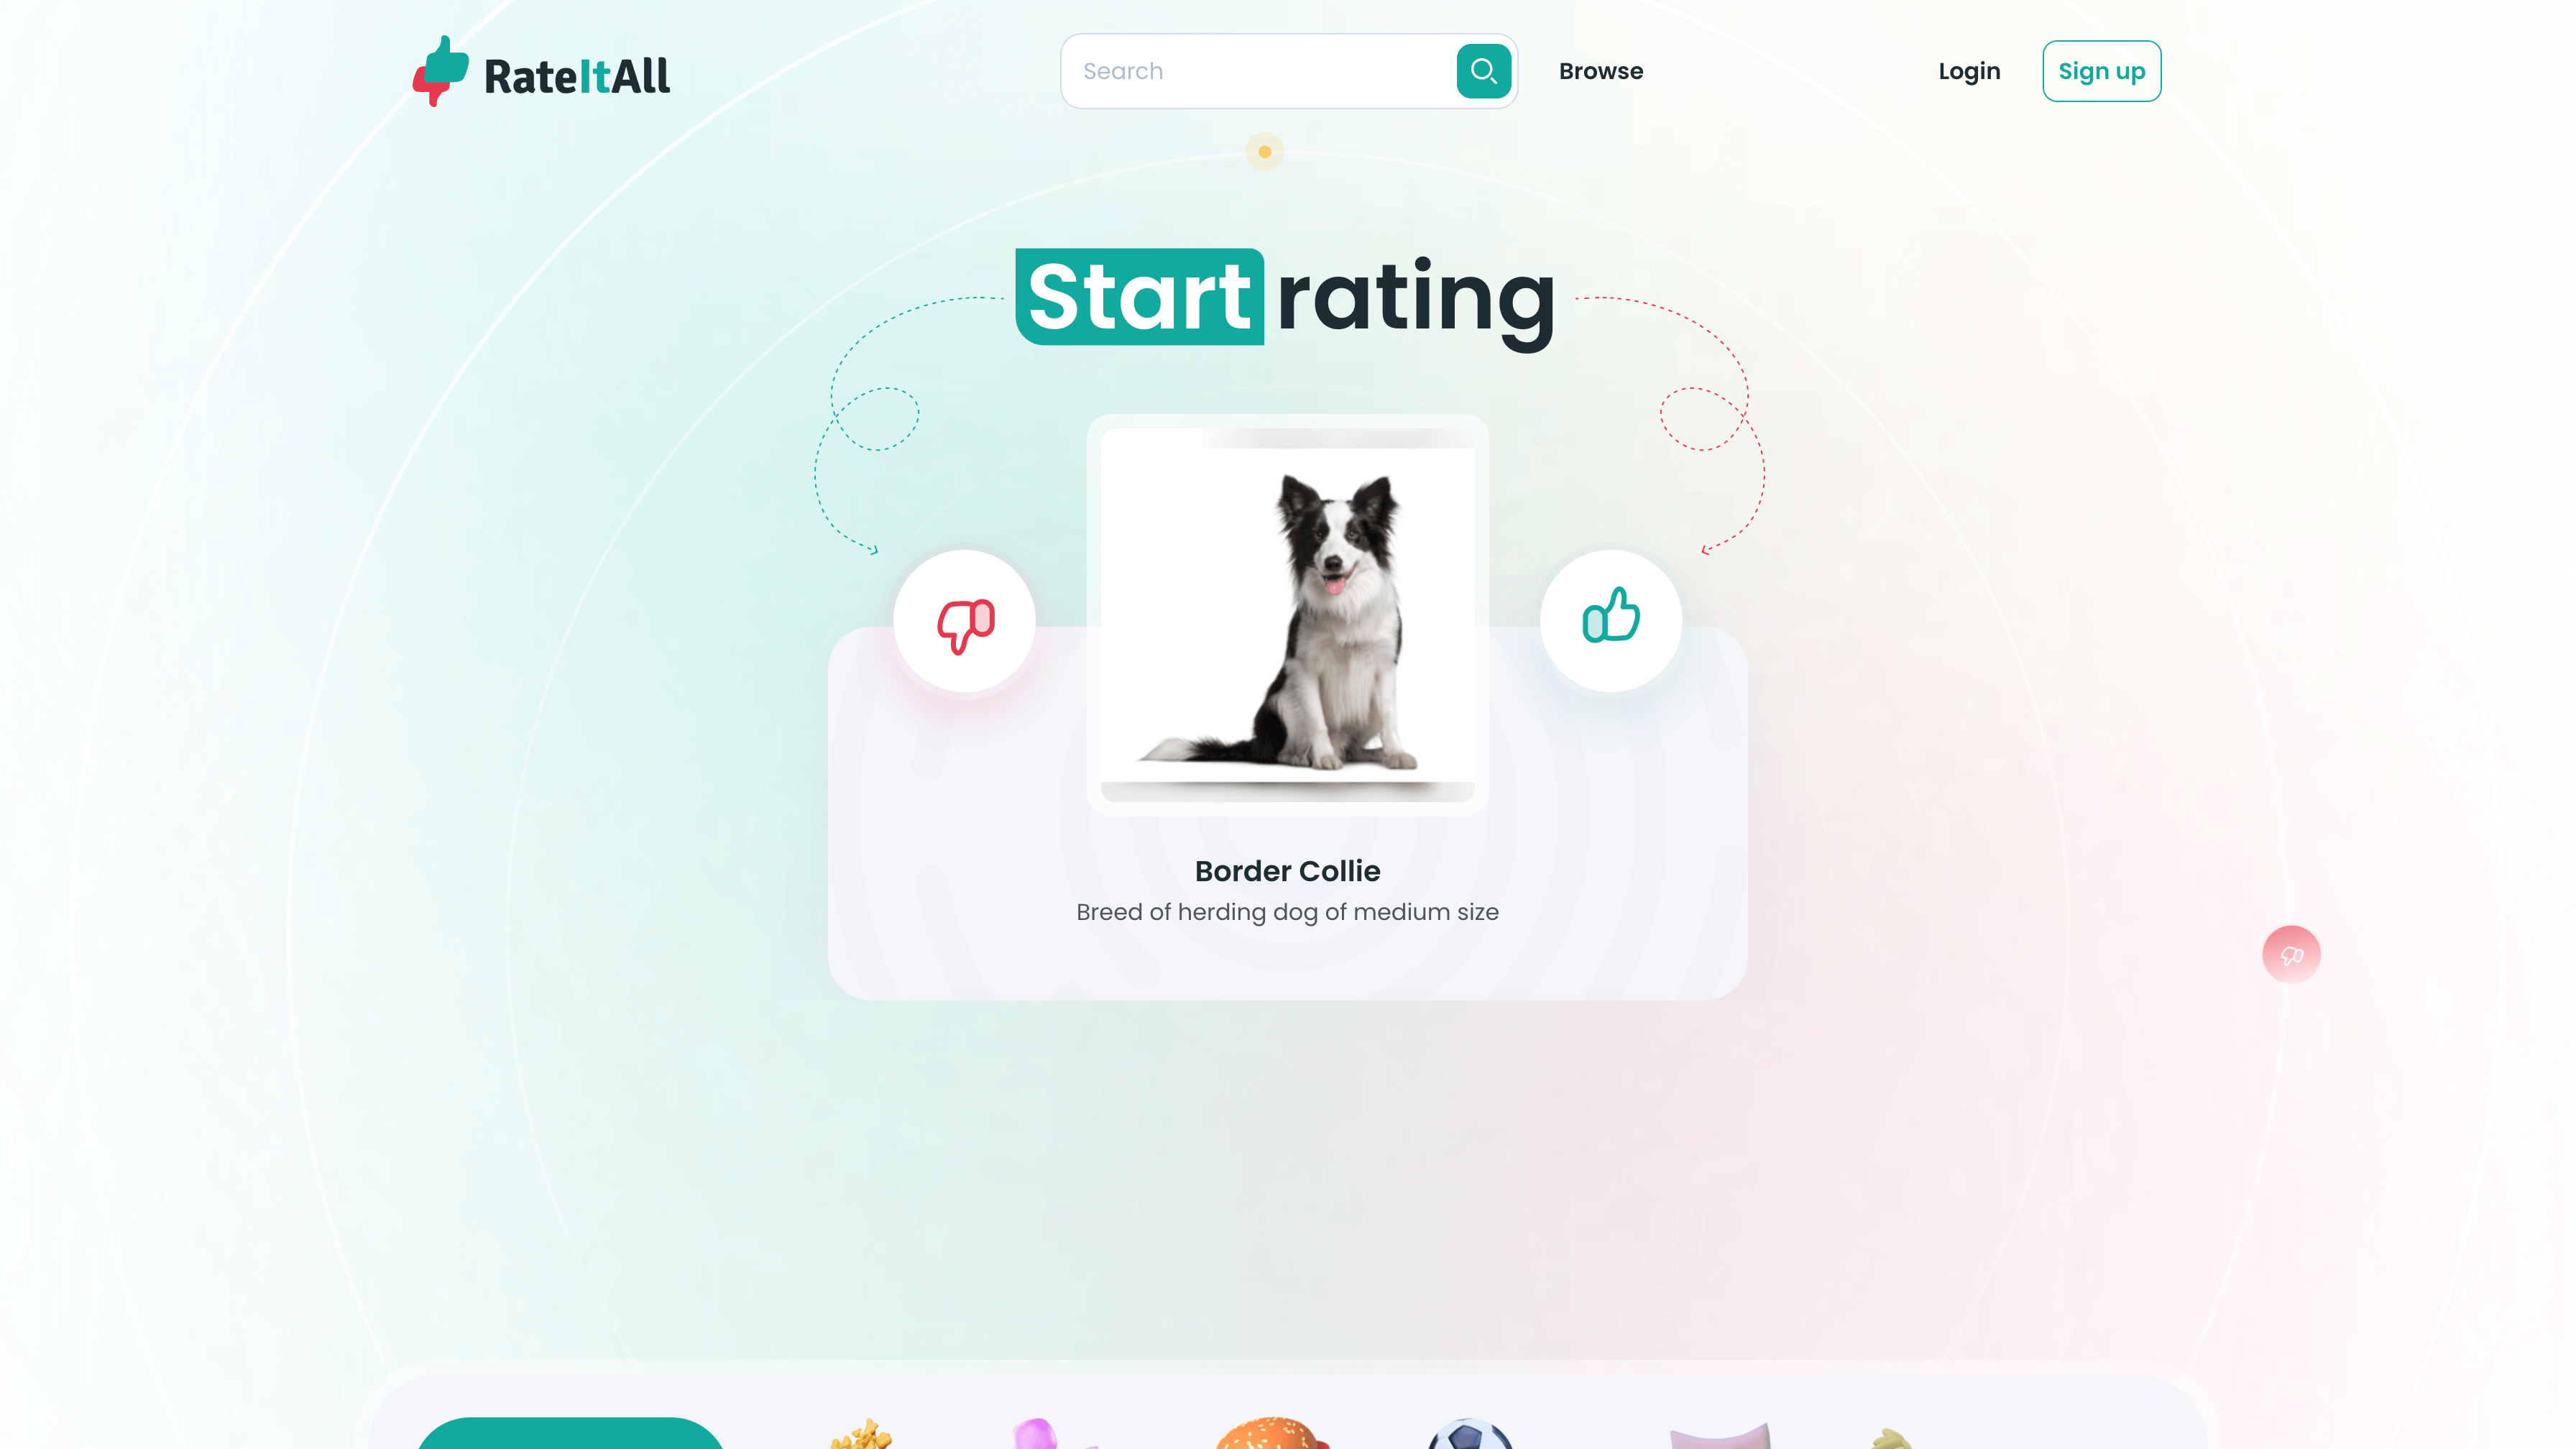 RateItAll
Search
Browse
Login
Sign up
Start rating
Border Collie
Breed of herding dog of medium size